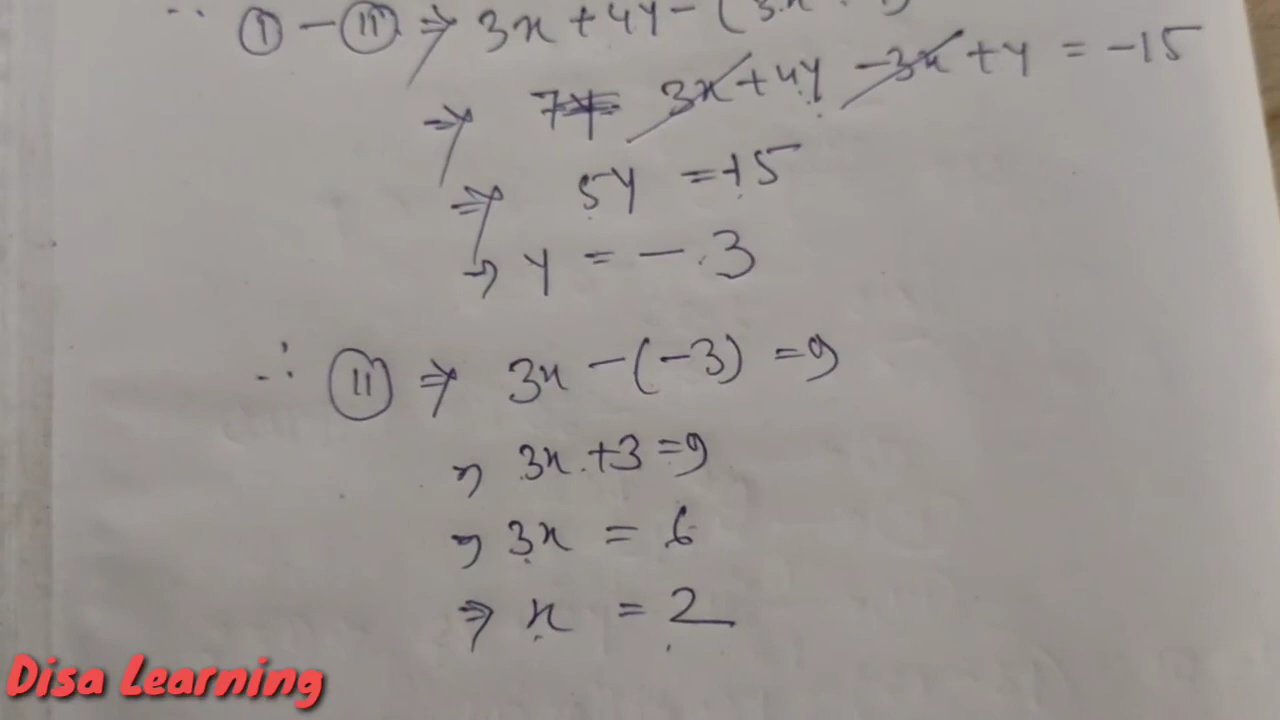 ∴ (I) - (II) ⇒ 3x + 4y - (3x
⇒ 3x + 4y - 3x + y = -15
⇒ 5y = -15
→ y = -3
∴ (II) ⇒ 3x - (-3) = 9
⇒ 3x + 3 = 9
⇒ 3x = 6
⇒ x = 2
Disa Learning